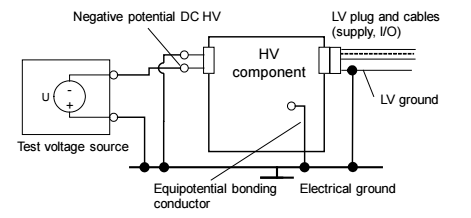 Negative potential DC HV
LV plug and cables
(supply, I/O)
HV
component
U
-
+
LV ground
Test voltage source
Equipotential bonding
conductor
Electrical ground